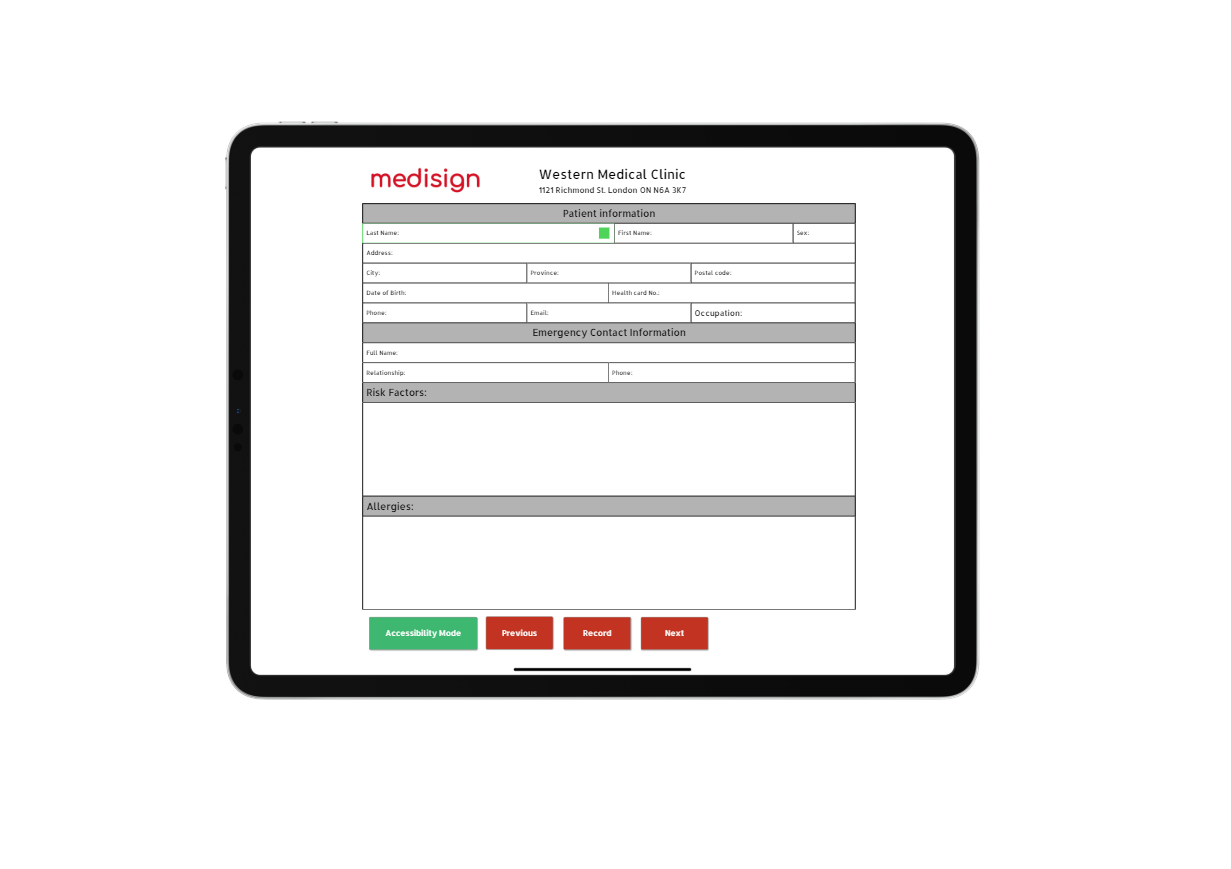 medisign
Western Medical Clinic
1121 Richmond St. London ON N6A 3K7
Patient information
Last Name: First Name: Sex:
Address:
City: Province: Postal code:
Date of Birth: Health card No.:
Phone: Email: Occupation:
Emergency Contact Information
Full Name:
Relationship: Phone:
Risk Factors:
Allergies:
Accessibility Mode Previous Record Next